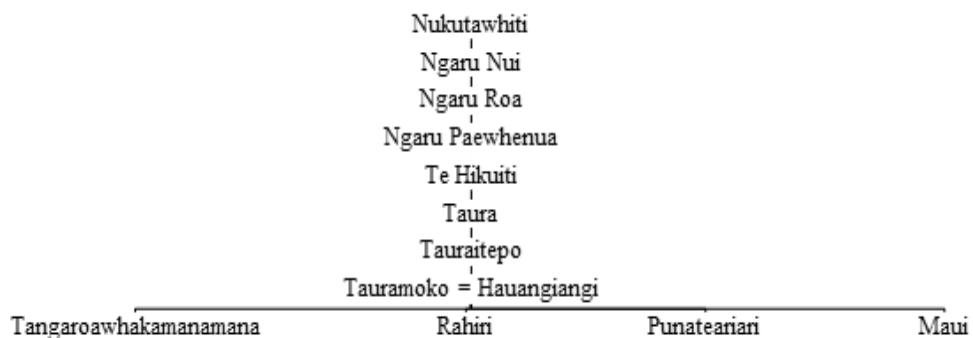 Nukutawhiti
Ngaru Nui
Ngaru Roa
Ngaru Paewhenua
Te Hikuiti
Taura
Tauraitepo
Tauramoko = Hauangiangi
Tangaroawhakamanamana Rahiri Punateariari Maui